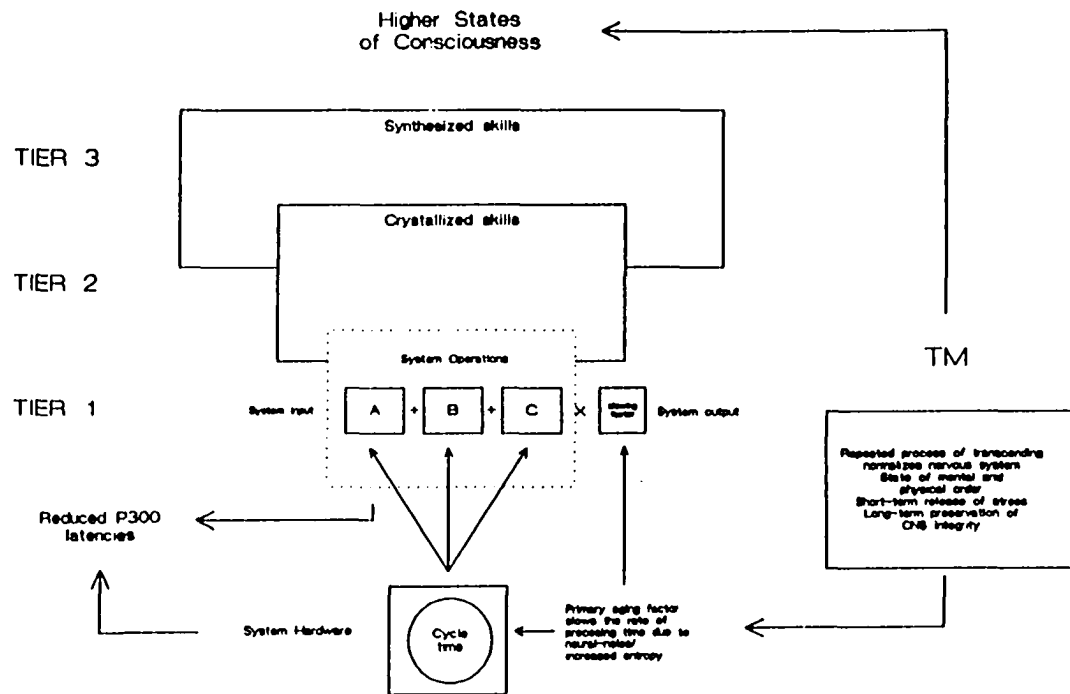 Higher States
of Consciousness
TIER 3
Synthesized skills
Crystallized skills
TIER 2
System Operations
TM
TIER 1
System input
A + B + C × slowing
factor
System output
Repeated process of transcending
normalizes nervous system
State of mental and
physical order
Short-term release of stress
Long-term preservation of
CNS integrity
Reduced P300
latencies
System Hardware
Cycle
time
Primary aging factor
slows the rate of
processing time due to
neural-noise/
increased entropy